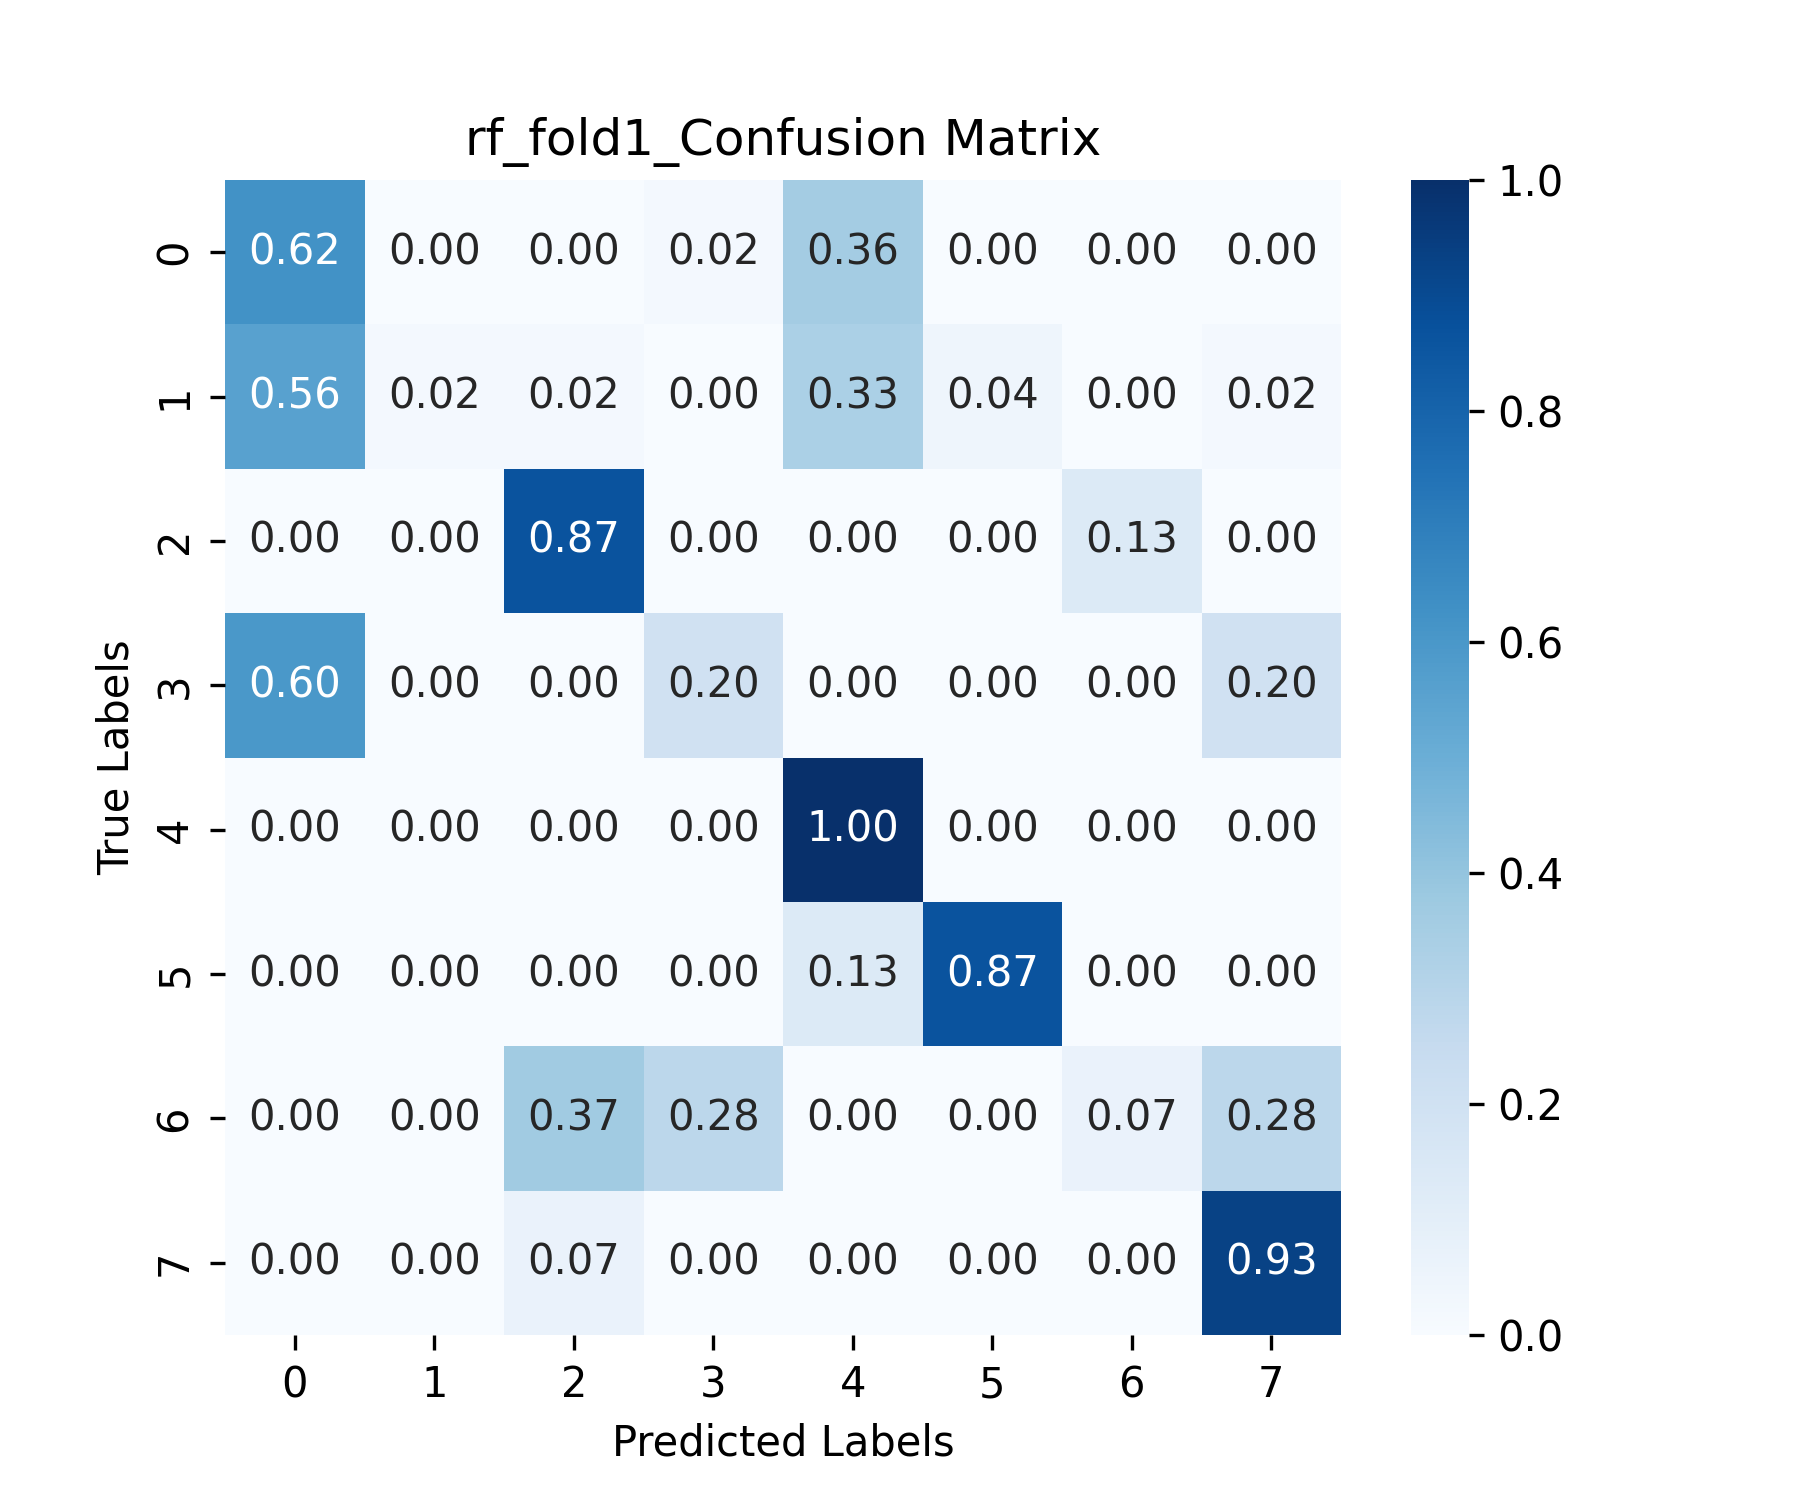 rf_fold1_Confusion Matrix
0 0.62 0.00 0.00 0.02 0.36 0.00 0.00 0.00
1 0.56 0.02 0.02 0.00 0.33 0.04 0.00 0.02
2 0.00 0.00 0.87 0.00 0.00 0.00 0.13 0.00
3 0.60 0.00 0.00 0.20 0.00 0.00 0.00 0.20
4 0.00 0.00 0.00 0.00 1.00 0.00 0.00 0.00
5 0.00 0.00 0.00 0.00 0.13 0.87 0.00 0.00
6 0.00 0.00 0.37 0.28 0.00 0.00 0.07 0.28
7 0.00 0.00 0.07 0.00 0.00 0.00 0.00 0.93
0 1 2 3 4 5 6 7
Predicted Labels
True Labels
1.0
0.8
0.6
0.4
0.2
0.0